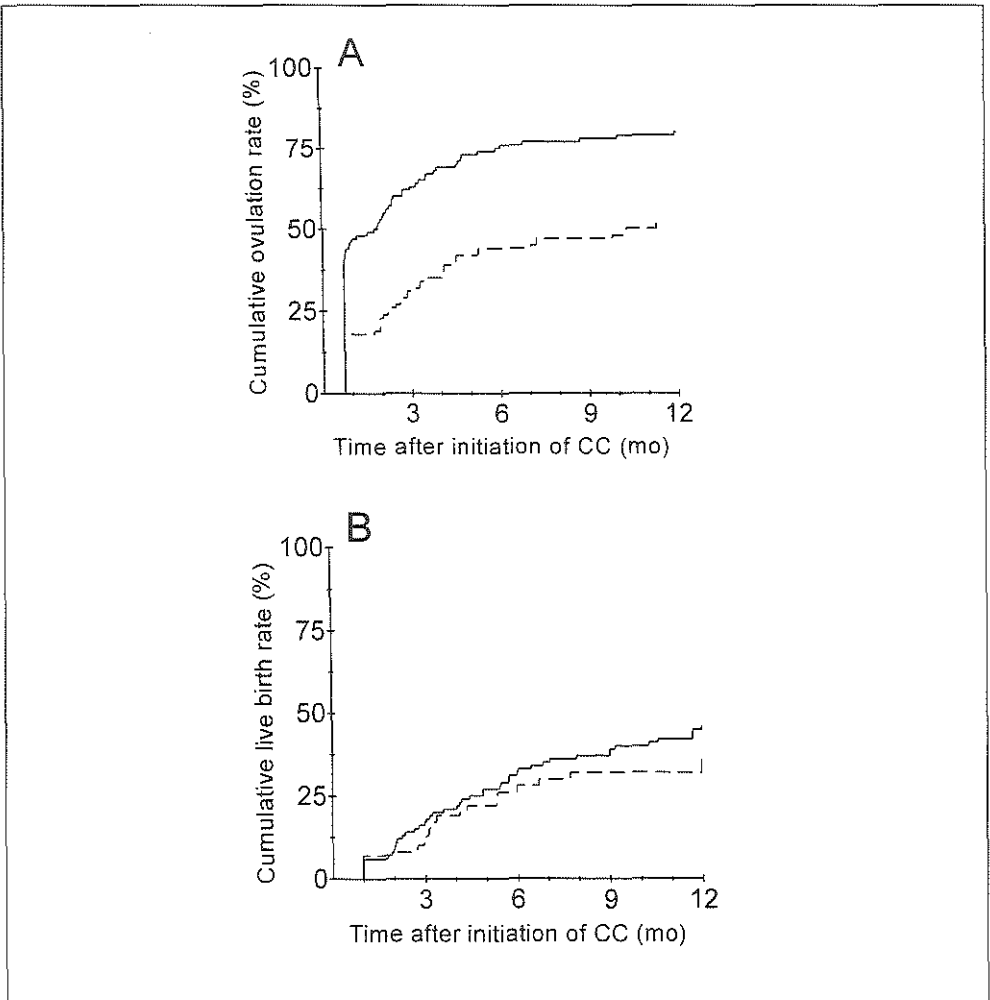 A
Cumulative ovulation rate (%)
100
75
50
25
0
3 6 9 12
Time after initiation of CC (mo)
B
Cumulative live birth rate (%)
100
75
50
25
0
3 6 9 12
Time after initiation of CC (mo)